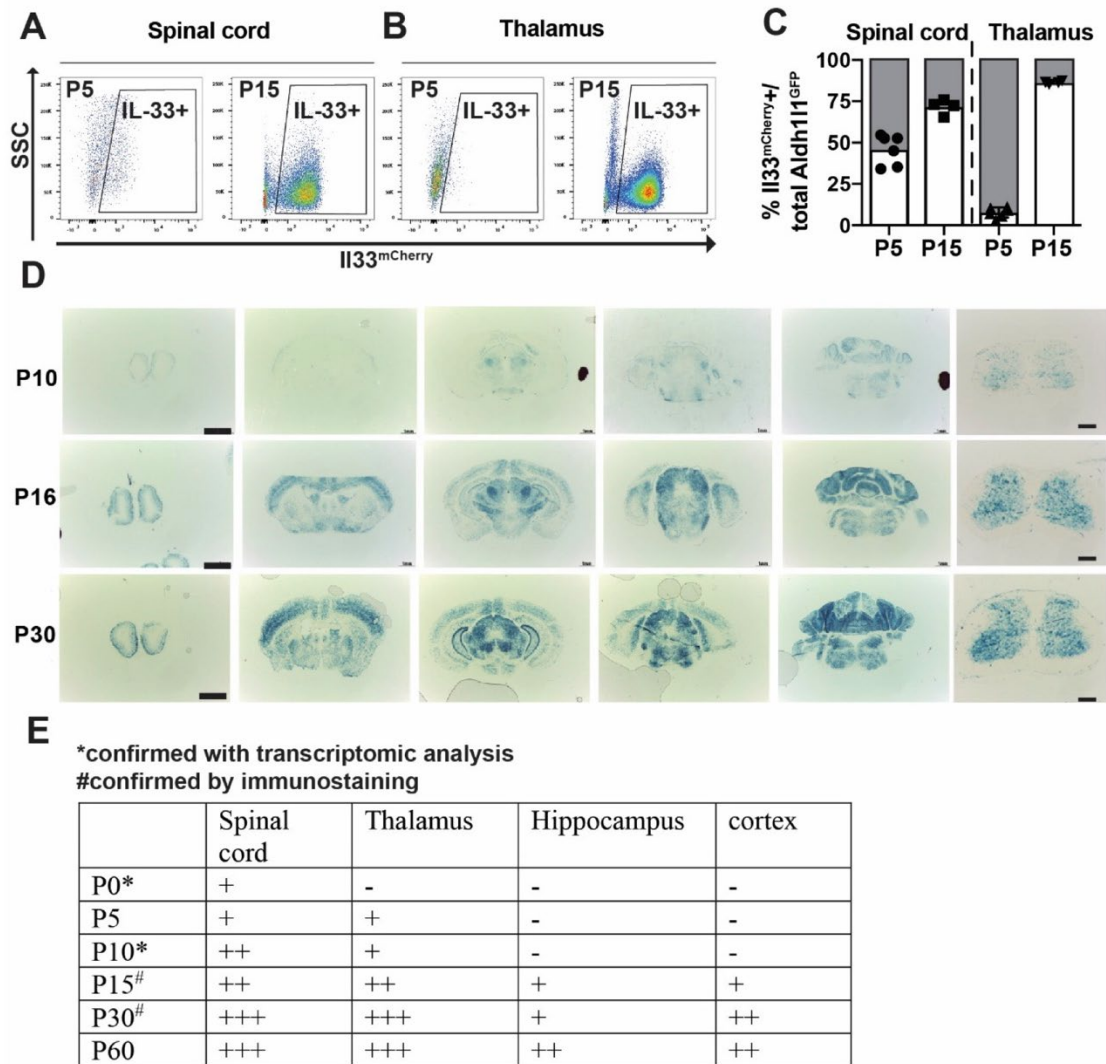 A
Spinal cord
B
Thalamus
C
Spinal cord
Thalamus
P5
IL-33+
P15
IL-33+
P5
IL-33+
P15
IL-33+
SSC
Il33mCherry
% Il33mCherry+/
total Aldh1l1GFP
100
75
50
25
0
P5 P15 P5 P15
D
P10
P16
P30
E
*confirmed with transcriptomic analysis
#confirmed by immunostaining
Spinal cord Thalamus Hippocampus cortex
P0* + - - -
P5 + + - -
P10* ++ + - -
P15# ++ ++ + +
P30# +++ +++ + ++
P60 +++ +++ ++ ++